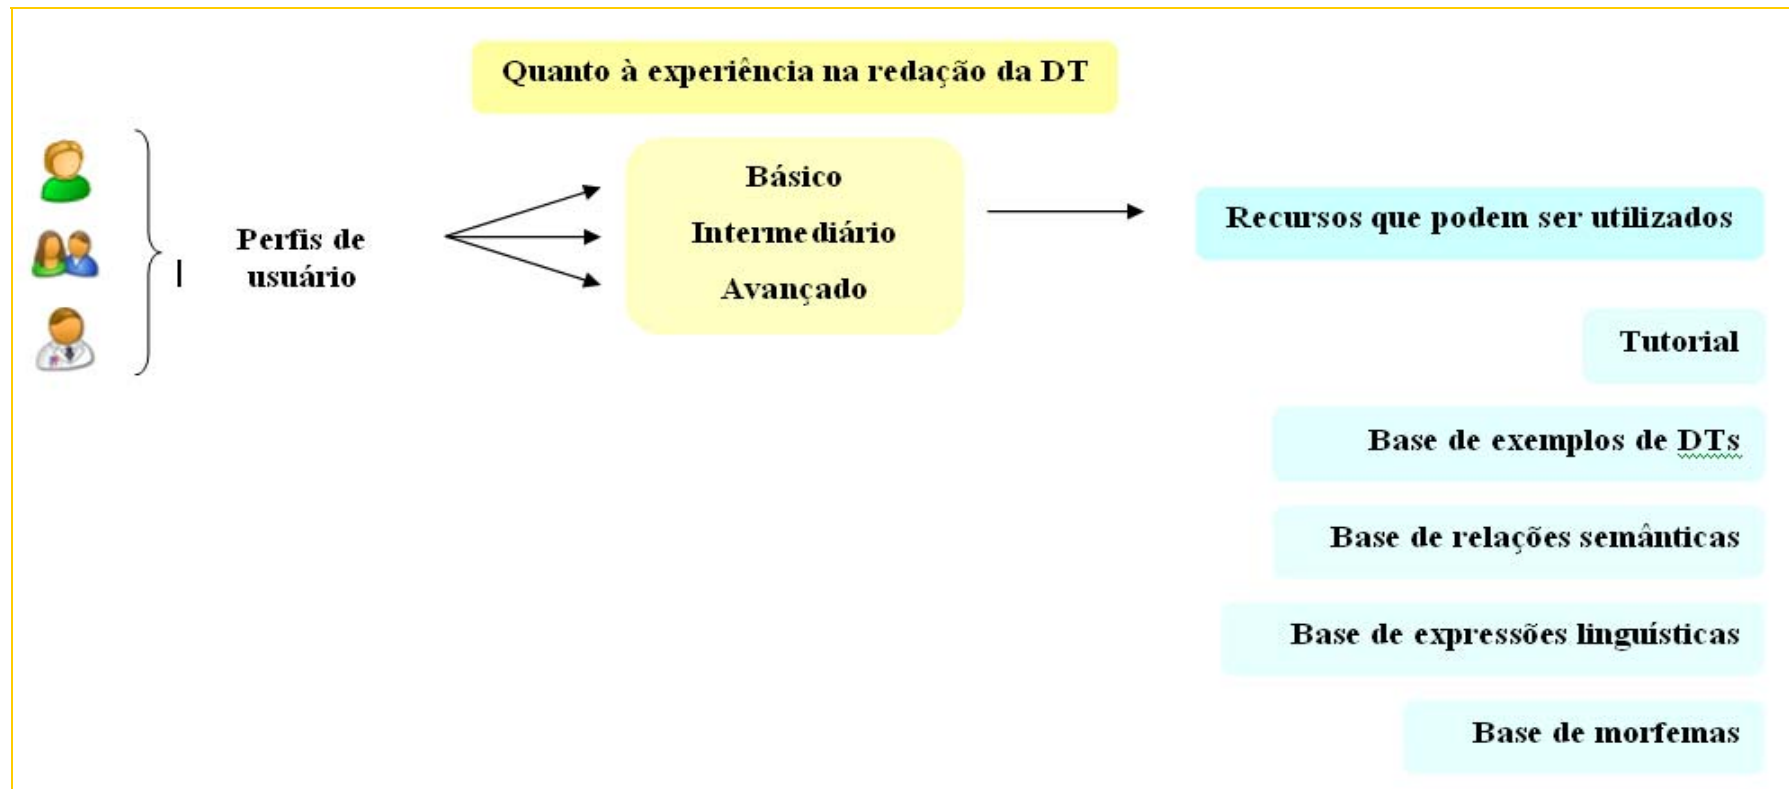 Quanto à experiência na redação da DT
Perfis de
usuário
Básico
Intermediário
Avançado
Recursos que podem ser utilizados
Tutorial
Base de exemplos de DTs
Base de relações semânticas
Base de expressões linguísticas
Base de morfemas